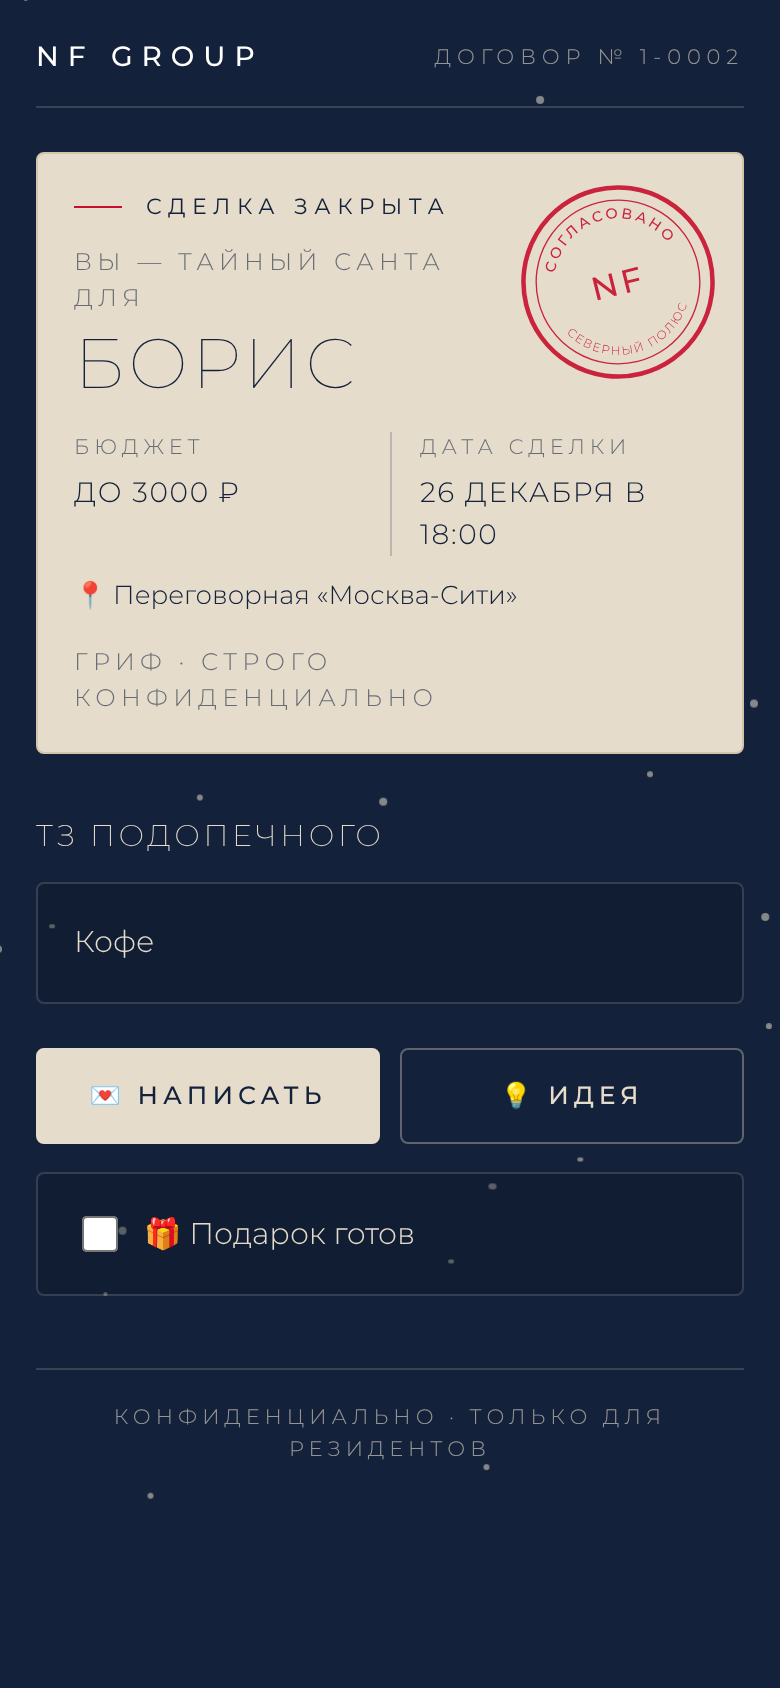 NF GROUP
ДОГОВОР № 1-0002
СДЕЛКА ЗАКРЫТА
ВЫ — ТАЙНЫЙ САНТА
ДЛЯ
БОРИС
СОГЛАСОВАНО
NF
СЕВЕРНЫЙ ПОЛЮС
БЮДЖЕТ
ДО 3000 ₽
ДАТА СДЕЛКИ
26 ДЕКАБРЯ В
18:00
📍 Переговорная «Москва-Сити»
ГРИФ · СТРОГО
КОНФИДЕНЦИАЛЬНО
ТЗ ПОДОПЕЧНОГО
Кофе
💌 НАПИСАТЬ
💡 ИДЕЯ
🎁 Подарок готов
КОНФИДЕНЦИАЛЬНО · ТОЛЬКО ДЛЯ
РЕЗИДЕНТОВ